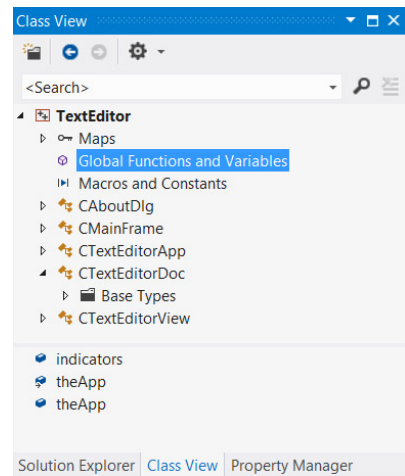 Class View
<Search>
TextEditor
Maps
Global Functions and Variables
Macros and Constants
CAboutDlg
CMainFrame
CTextEditorApp
CTextEditorDoc
Base Types
CTextEditorView
indicators
theApp
theApp
Solution Explorer Class View Property Manager